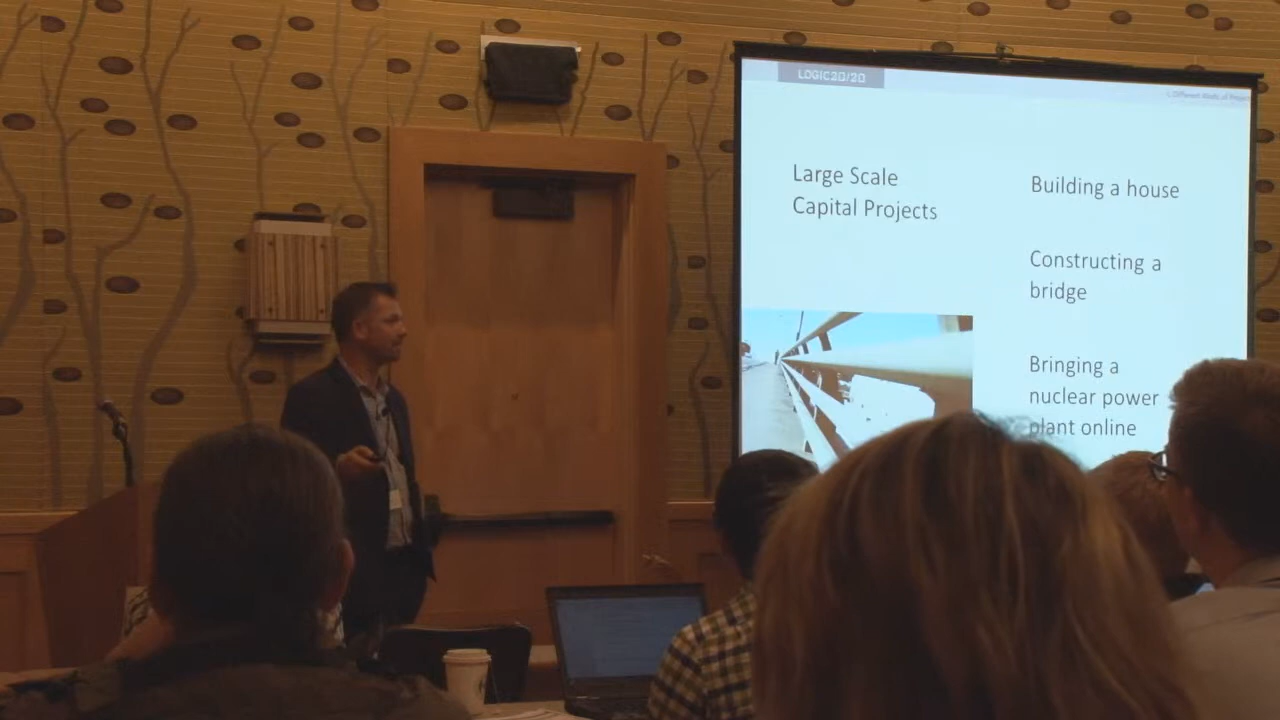 LOGIC20/20
Large Scale
Capital Projects
Building a house
Constructing a
bridge
Bringing a
nuclear power
plant online